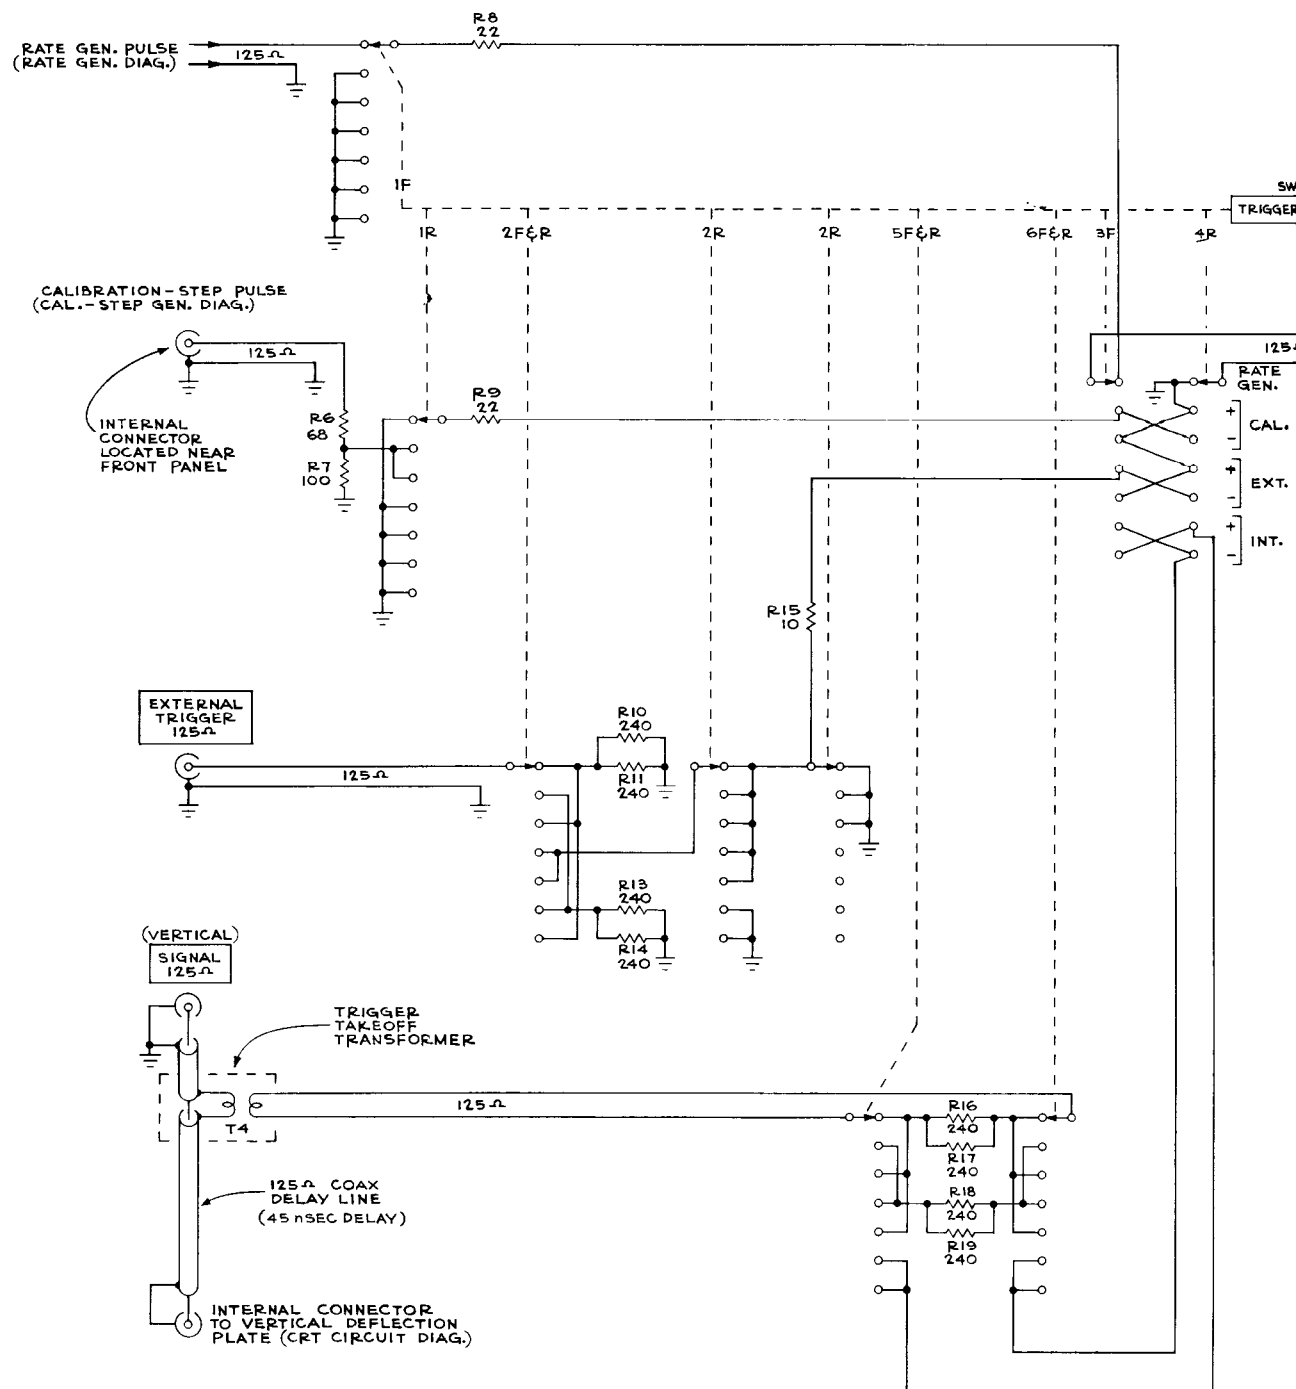 R8
22
RATE GEN. PULSE
(RATE GEN. DIAG.)
125Ω
1F
SW
TRIGGER
1R
2F&R
2R
2R
5F&R
6F&R
3F
4R
CALIBRATION-STEP PULSE
(CAL.-STEP GEN. DIAG.)
125Ω
125Ω
RATE
GEN.
INTERNAL
CONNECTOR
LOCATED NEAR
FRONT PANEL
R6
68
R7
100
R9
22
+
-
CAL.
+
-
EXT.
+
-
INT.
R15
10
EXTERNAL
TRIGGER
125Ω
125Ω
R10
240
R11
240
R13
240
R14
240
(VERTICAL)
SIGNAL
125Ω
TRIGGER
TAKEOFF
TRANSFORMER
T4
125Ω
R16
240
R17
240
R18
240
R19
240
125Ω COAX
DELAY LINE
(45 nSEC DELAY)
INTERNAL CONNECTOR
TO VERTICAL DEFLECTION
PLATE (CRT CIRCUIT DIAG.)